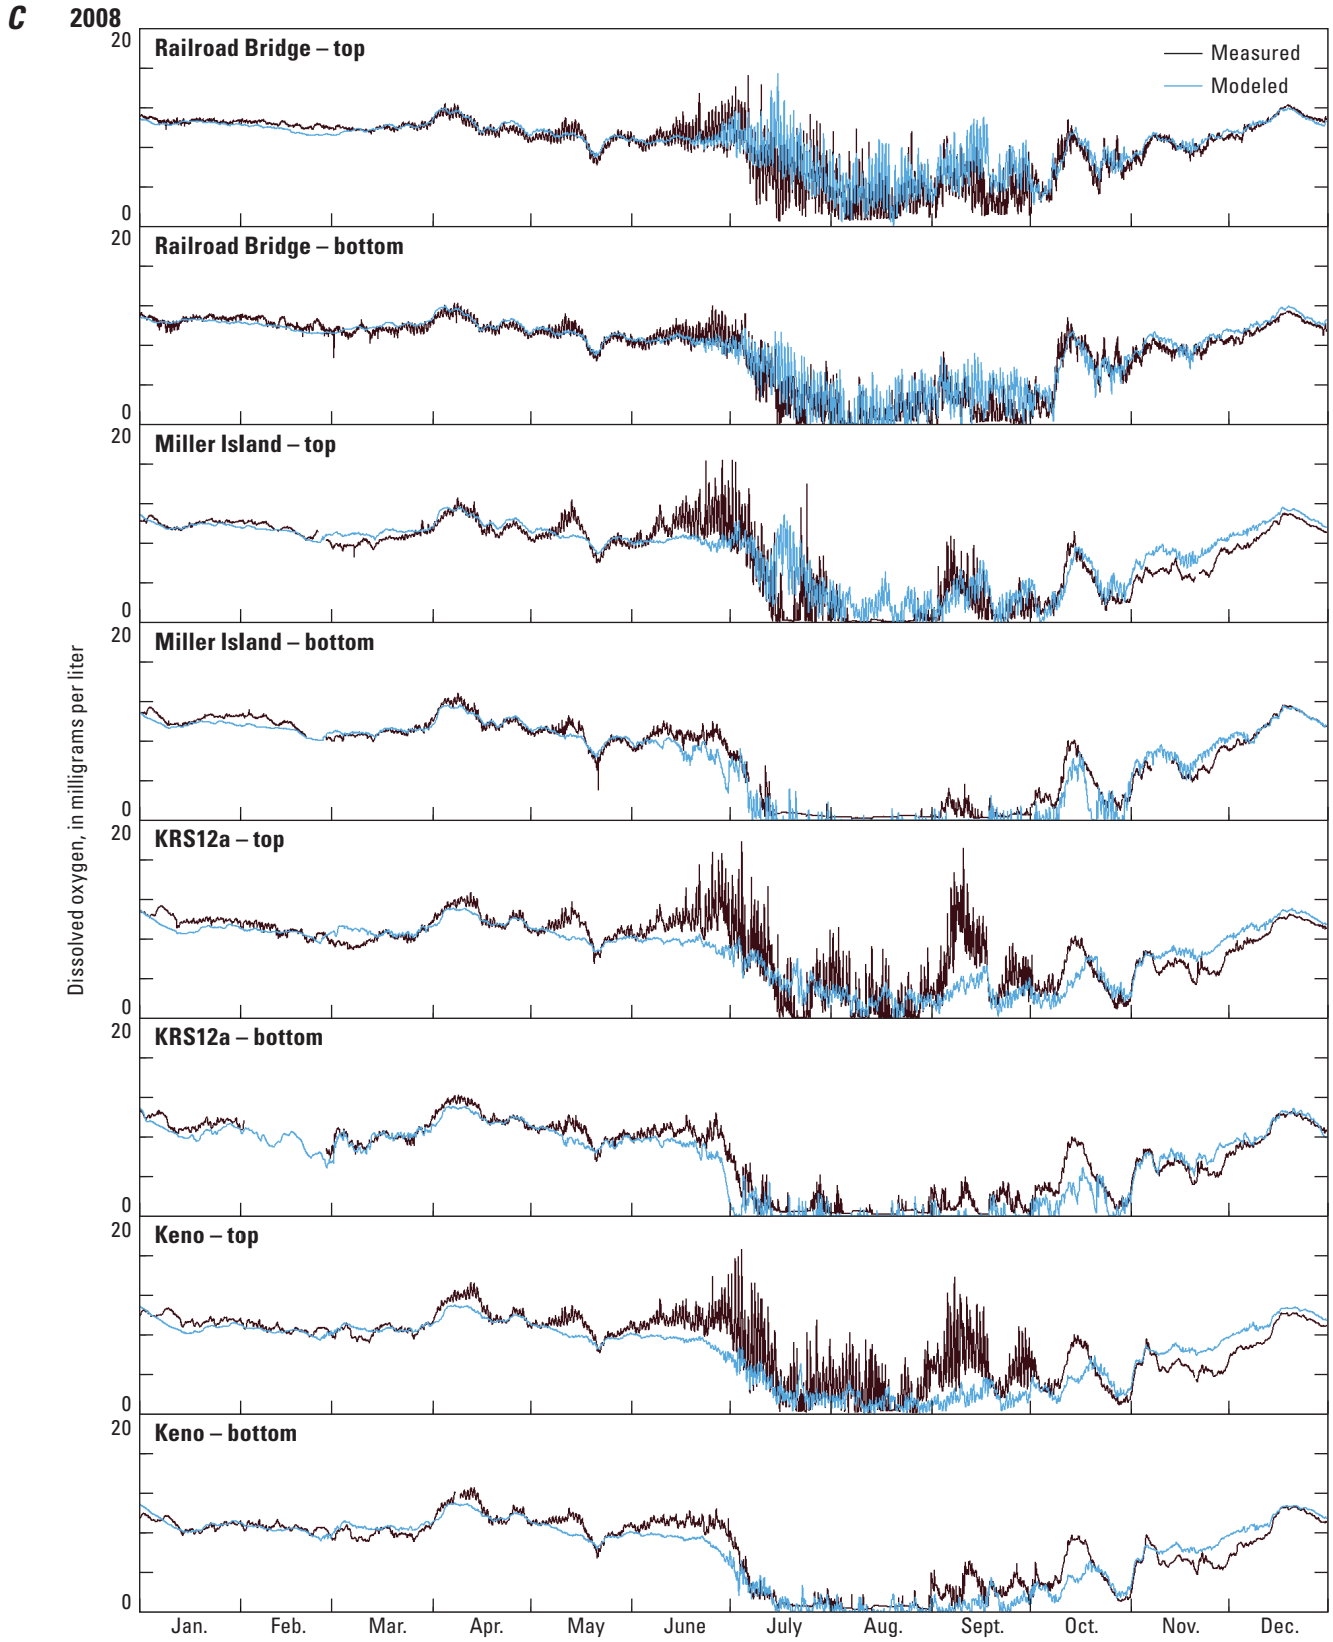 C 2008
20
Railroad Bridge – top
Measured
Modeled
0
20
Railroad Bridge – bottom
0
20
Miller Island – top
0
20
Miller Island – bottom
0
20
KRS12a – top
0
20
KRS12a – bottom
0
20
Keno – top
0
20
Keno – bottom
0
Dissolved oxygen, in milligrams per liter
Jan. Feb. Mar. Apr. May June July Aug. Sept. Oct. Nov. Dec.